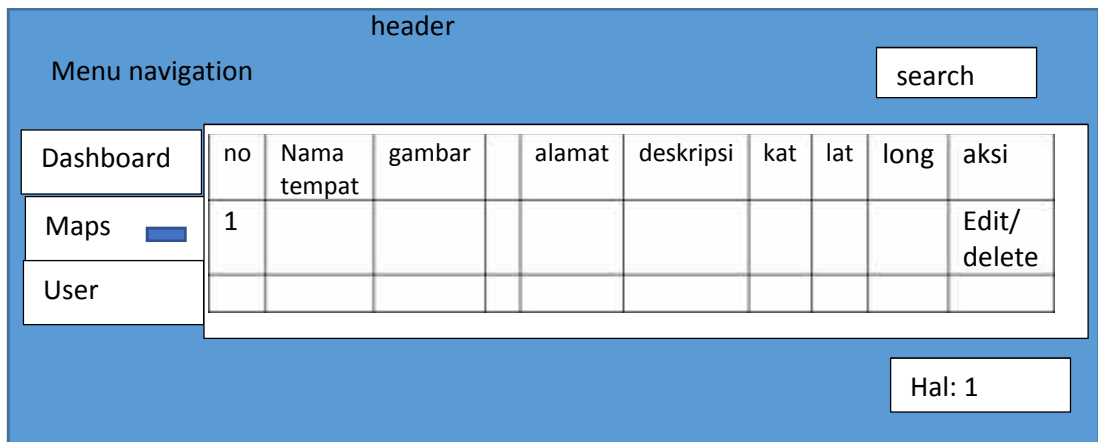 header
Menu navigation
search
Dashboard
Maps
User
no Nama tempat gambar alamat deskripsi kat lat long aksi
1 Edit/ delete
Hal: 1